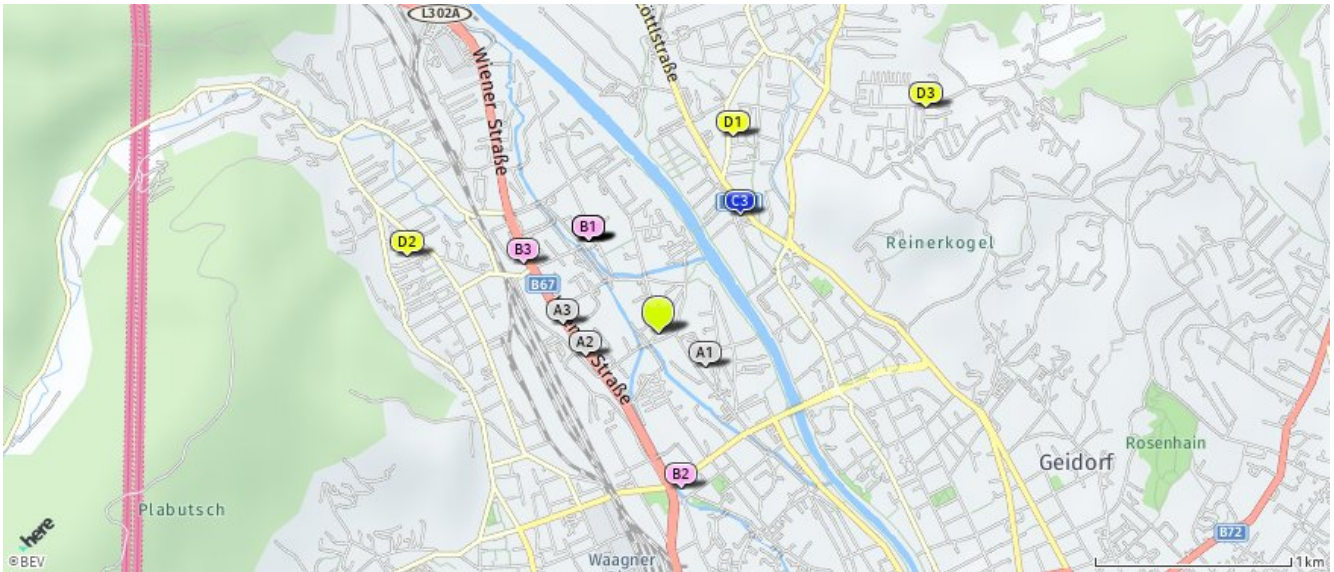 L302A
öttlstraße
Wiener Straße
D3
D1
C3
B1
D2
B3
Reinerkogel
B67
A3
A2
A1
Straße
Rosenhain
Geidorf
B2
Plabutsch
B72
Waagner
here
©BEV
1km